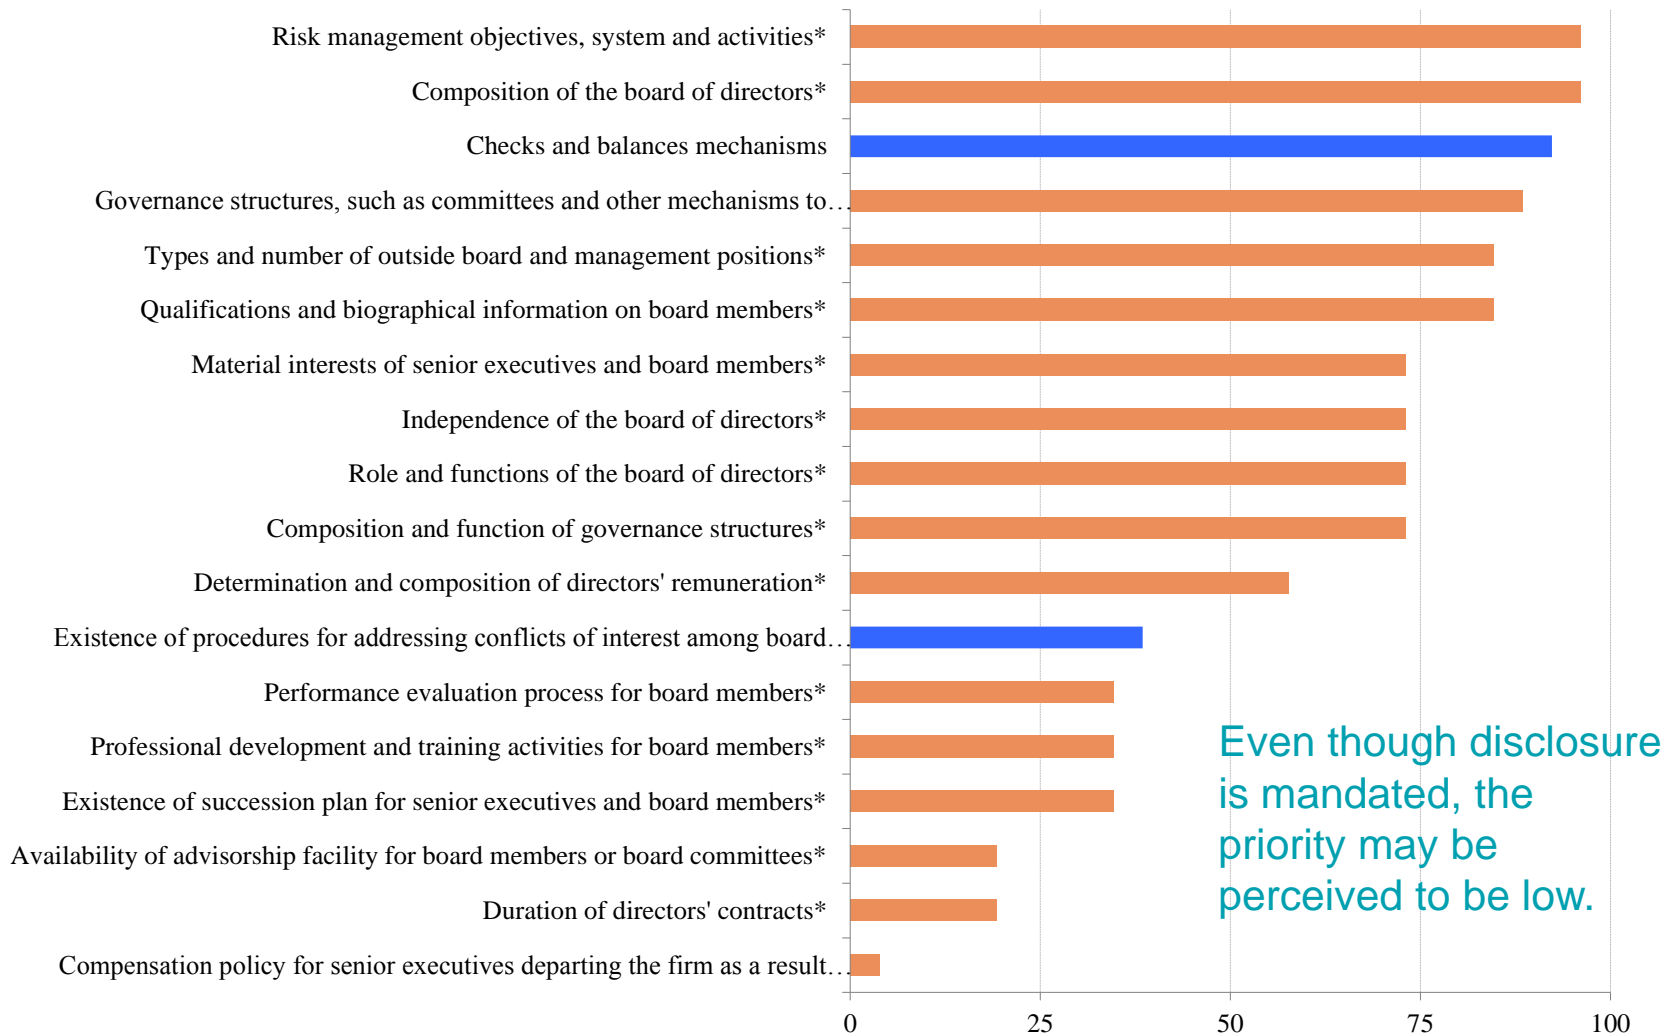 Risk management objectives, system and activities*
Composition of the board of directors*
Checks and balances mechanisms
Governance structures, such as committees and other mechanisms to…
Types and number of outside board and management positions*
Qualifications and biographical information on board members*
Material interests of senior executives and board members*
Independence of the board of directors*
Role and functions of the board of directors*
Composition and function of governance structures*
Determination and composition of directors' remuneration*
Existence of procedures for addressing conflicts of interest among board…
Performance evaluation process for board members*
Professional development and training activities for board members*
Existence of succession plan for senior executives and board members*
Availability of advisorship facility for board members or board committees*
Duration of directors' contracts*
Compensation policy for senior executives departing the firm as a result…
Even though disclosure
is mandated, the
priority may be
perceived to be low.
0 25 50 75 100